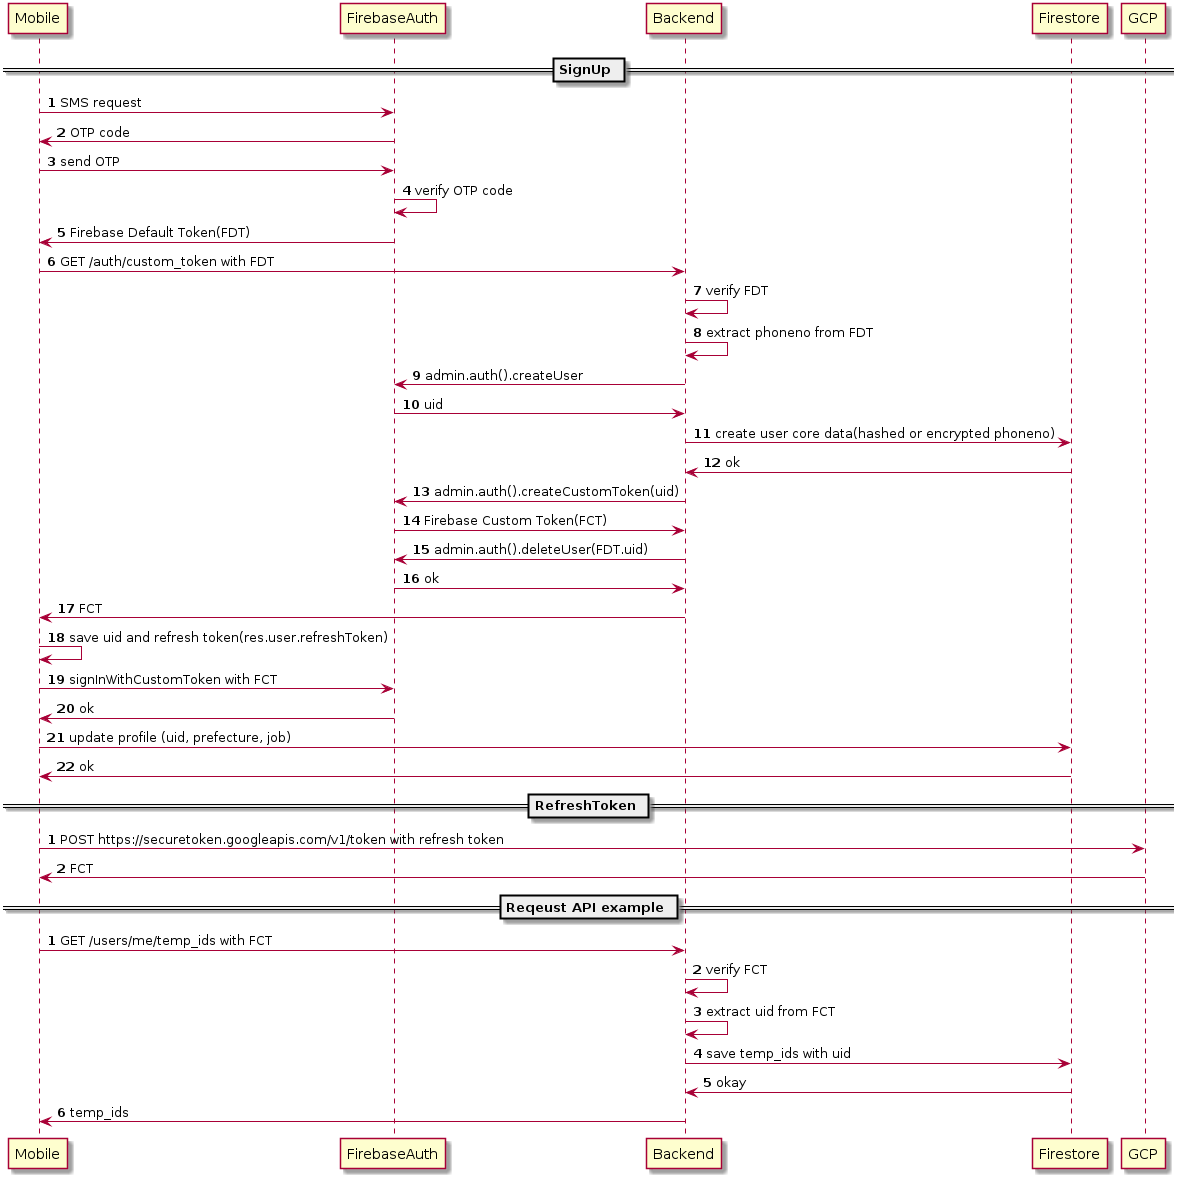 Mobile FirebaseAuth Backend Firestore GCP
SignUp
1 SMS request
2 OTP code
3 send OTP
4 verify OTP code
5 Firebase Default Token(FDT)
6 GET /auth/custom_token with FDT
7 verify FDT
8 extract phoneno from FDT
9 admin.auth().createUser
10 uid
11 create user core data(hashed or encrypted phoneno)
12 ok
13 admin.auth().createCustomToken(uid)
14 Firebase Custom Token(FCT)
15 admin.auth().deleteUser(FDT.uid)
16 ok
17 FCT
18 save uid and refresh token(res.user.refreshToken)
19 signInWithCustomToken with FCT
20 ok
21 update profile (uid, prefecture, job)
22 ok
RefreshToken
1 POST https://securetoken.googleapis.com/v1/token with refresh token
2 FCT
Reqeust API example
1 GET /users/me/temp_ids with FCT
2 verify FCT
3 extract uid from FCT
4 save temp_ids with uid
5 okay
6 temp_ids
Mobile FirebaseAuth Backend Firestore GCP